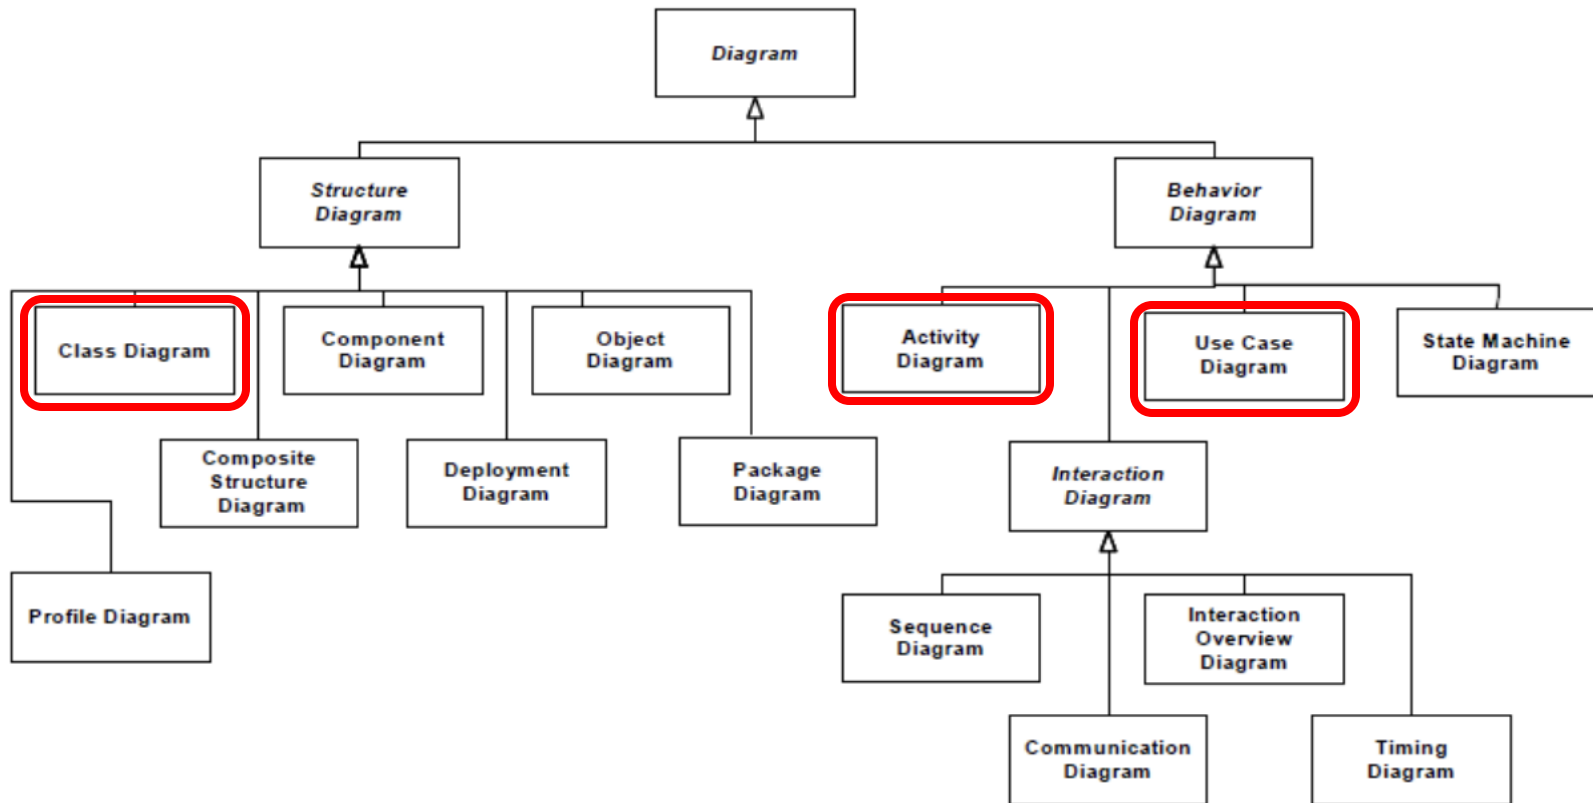 Diagram
Structure
Diagram
Behavior
Diagram
Class Diagram
Component
Diagram
Object
Diagram
Activity
Diagram
Use Case
Diagram
State Machine
Diagram
Composite
Structure
Diagram
Deployment
Diagram
Package
Diagram
Interaction
Diagram
Profile Diagram
Sequence
Diagram
Interaction
Overview
Diagram
Communication
Diagram
Timing
Diagram